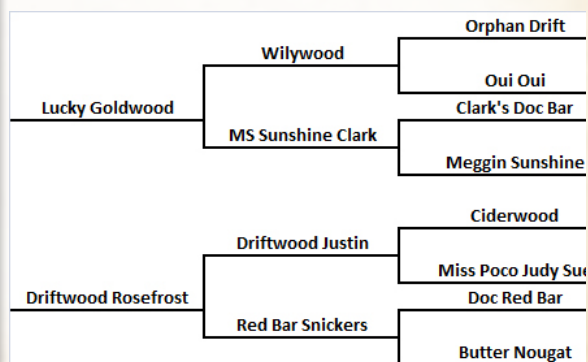 Orphan Drift
Wilywood
Oui Oui
Lucky Goldwood
Clark's Doc Bar
MS Sunshine Clark
Meggin Sunshine
Ciderwood
Driftwood Justin
Miss Poco Judy Sue
Driftwood Rosefrost
Doc Red Bar
Red Bar Snickers
Butter Nougat